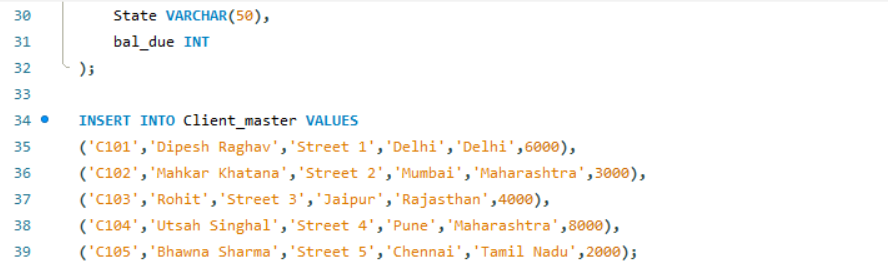 30 State VARCHAR(50),
31 bal_due INT
32 );
33
34 INSERT INTO Client_master VALUES
35 ('C101','Dipesh Raghav','Street 1','Delhi','Delhi',6000),
36 ('C102','Mahkar Khatana','Street 2','Mumbai','Maharashtra',3000),
37 ('C103','Rohit','Street 3','Jaipur','Rajasthan',4000),
38 ('C104','Utsah Singhal','Street 4','Pune','Maharashtra',8000),
39 ('C105','Bhawna Sharma','Street 5','Chennai','Tamil Nadu',2000);